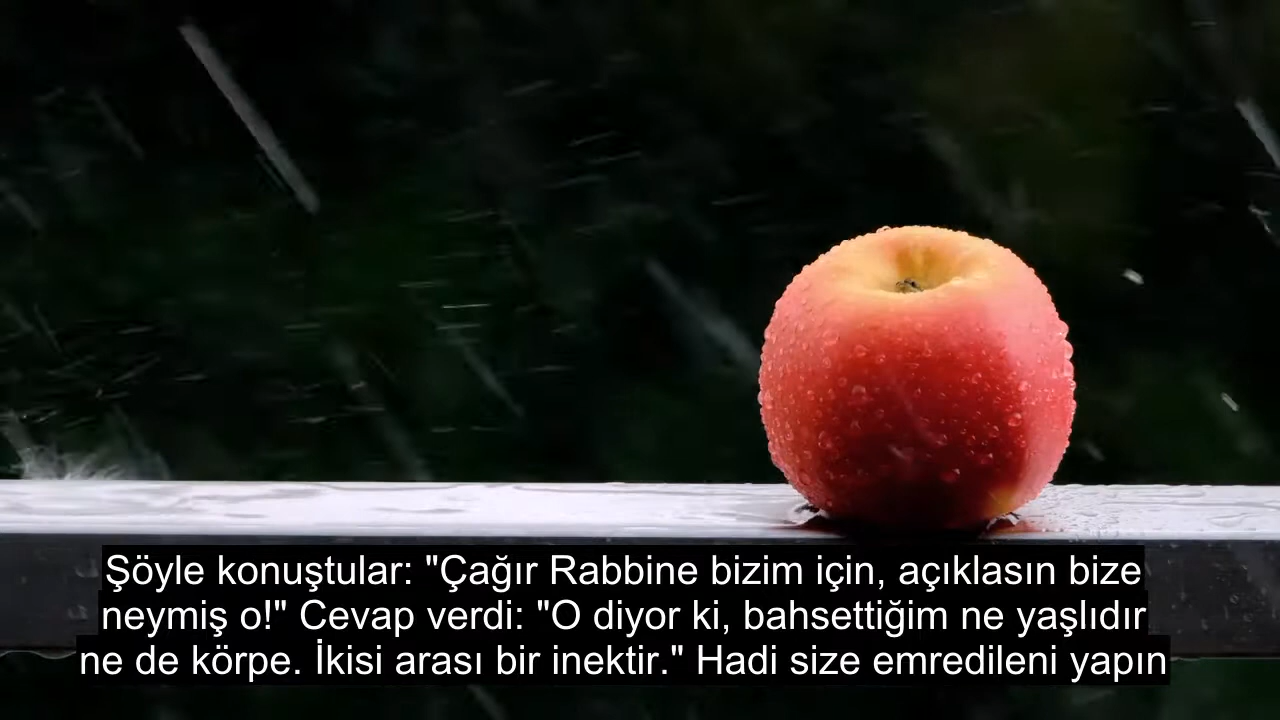 Şöyle konuştular: "Çağır Rabbine bizim için, açıklasın bize
neymiş o!" Cevap verdi: "O diyor ki, bahsettiğim ne yaşlıdır
ne de körpe. İkisi arası bir inektir." Hadi size emredileni yapın